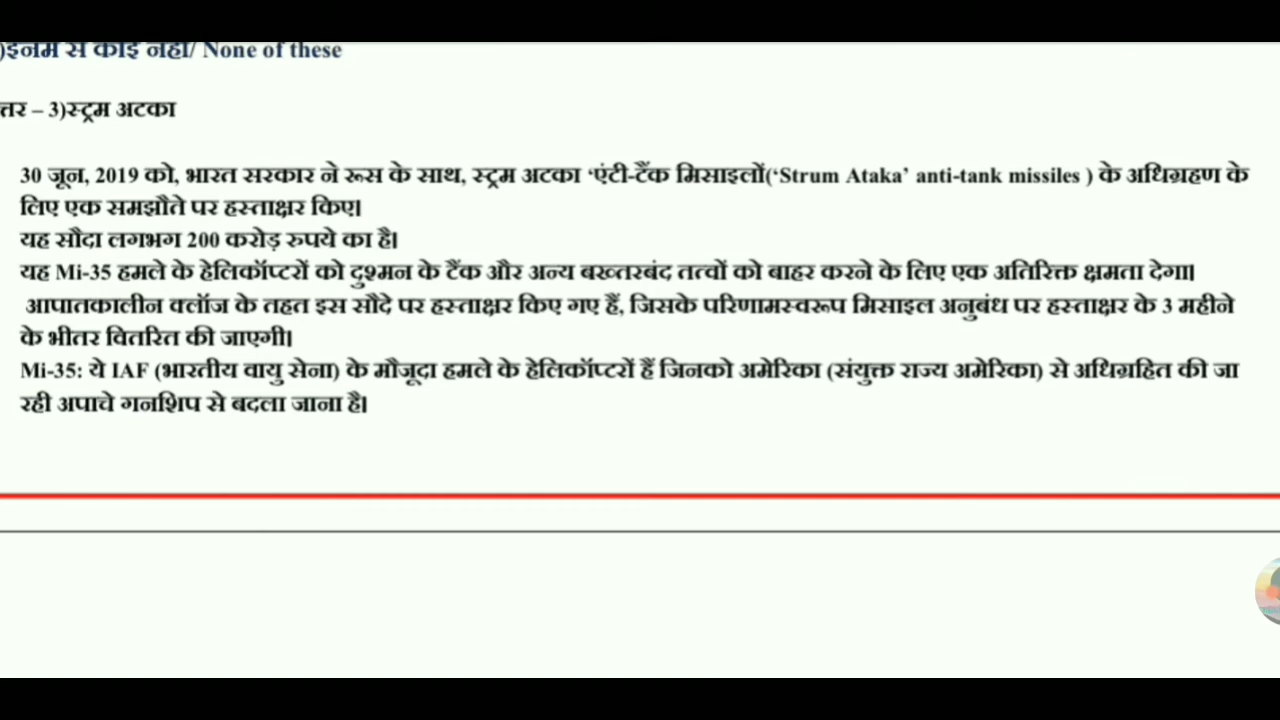 )इनमें से कोई नहीं/ None of these
त्तर – 3)स्ट्रम अटका
30 जून, 2019 को, भारत सरकार ने रूस के साथ, स्ट्रम अटका ‘एंटी-टैंक मिसाइलों(‘Strum Ataka’ anti-tank missiles ) के अधिग्रहण के
लिए एक समझौते पर हस्ताक्षर किए।
यह सौदा लगभग 200 करोड़ रुपये का है।
यह Mi-35 हमले के हेलिकॉप्टरों को दुश्मन के टैंक और अन्य बख्तरबंद तत्वों को बाहर करने के लिए एक अतिरिक्त क्षमता देगा।
आपातकालीन क्लॉज के तहत इस सौदे पर हस्ताक्षर किए गए हैं, जिसके परिणामस्वरूप मिसाइल अनुबंध पर हस्ताक्षर के 3 महीने
के भीतर वितरित की जाएगी।
Mi-35: ये IAF (भारतीय वायु सेना) के मौजूदा हमले के हेलिकॉप्टरों हैं जिनको अमेरिका (संयुक्त राज्य अमेरिका) से अधिग्रहित की जा
रही अपाचे गनशिप से बदला जाना है।